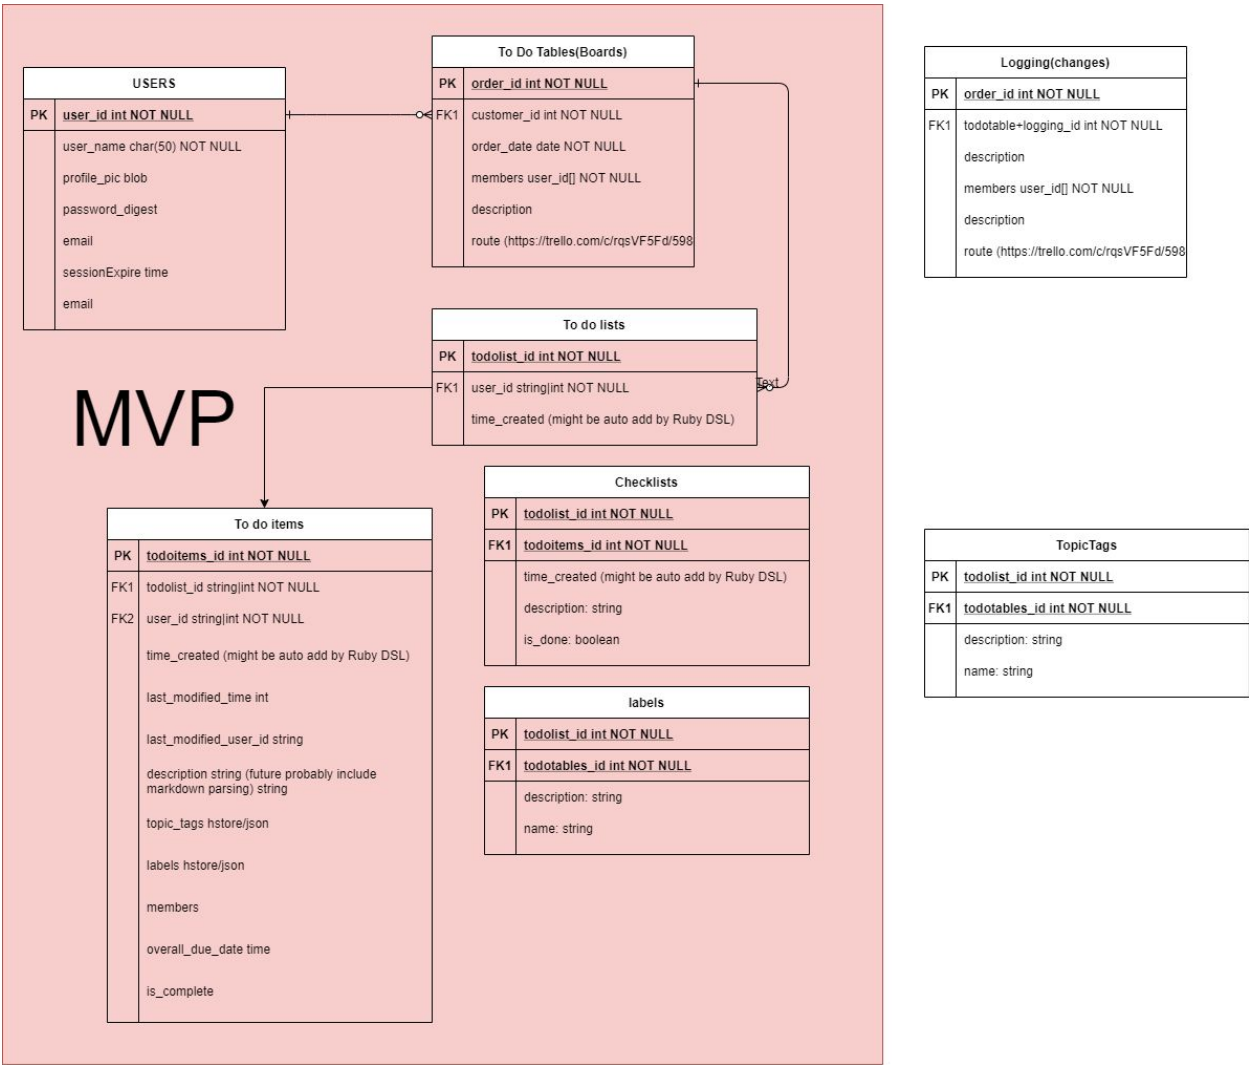 USERS
PK user_id int NOT NULL
user_name char(50) NOT NULL
profile_pic blob
password_digest
email
sessionExpire time
email
To Do Tables(Boards)
PK order_id int NOT NULL
FK1 customer_id int NOT NULL
order_date date NOT NULL
members user_id[] NOT NULL
description
route (https://trello.com/c/rqsVF5Fd/598
To do lists
PK todolist_id int NOT NULL
FK1 user_id string|int NOT NULL
time_created (might be auto add by Ruby DSL)
Text
MVP
To do items
PK todoitems_id int NOT NULL
FK1 todolist_id string|int NOT NULL
FK2 user_id string|int NOT NULL
time_created (might be auto add by Ruby DSL)
last_modified_time int
last_modified_user_id string
description string (future probably include
markdown parsing) string
topic_tags hstore/json
labels hstore/json
members
overall_due_date time
is_complete
Checklists
PK todolist_id int NOT NULL
FK1 todoitems_id int NOT NULL
time_created (might be auto add by Ruby DSL)
description: string
is_done: boolean
labels
PK todolist_id int NOT NULL
FK1 todotables_id int NOT NULL
description: string
name: string
Logging(changes)
PK order_id int NOT NULL
FK1 todotable+logging_id int NOT NULL
description
members user_id[] NOT NULL
description
route (https://trello.com/c/rqsVF5Fd/598
TopicTags
PK todolist_id int NOT NULL
FK1 todotables_id int NOT NULL
description: string
name: string